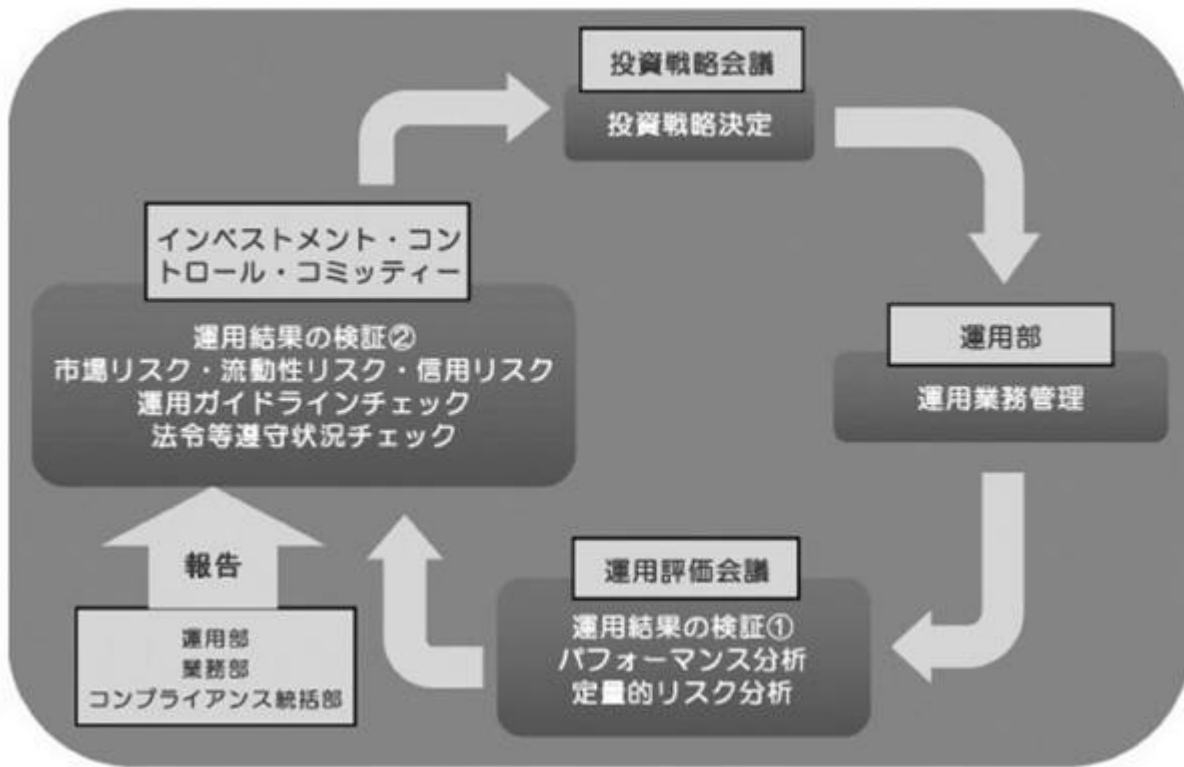 投資戦略会議
投資戦略決定
運用部
運用業務管理
運用評価会議
運用結果の検証①
パフォーマンス分析
定量的リスク分析
インベストメント・コン
トロール・コミッティー
運用結果の検証②
市場リスク・流動性リスク・信用リスク
運用ガイドラインチェック
法令等遵守状況チェック
報告
運用部
業務部
コンプライアンス統括部